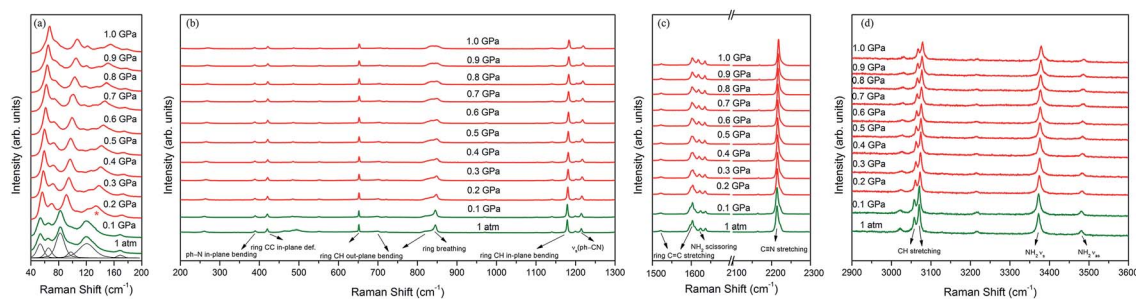 (a)
1.0 GPa
0.9 GPa
0.8 GPa
0.7 GPa
0.6 GPa
0.5 GPa
0.4 GPa
0.3 GPa
0.2 GPa
*
0.1 GPa
1 atm
40 80 120 160 200
Raman Shift (cm⁻¹)
Intensity (arb. units)
(b)
1.0 GPa
0.9 GPa
0.8 GPa
0.7 GPa
0.6 GPa
0.5 GPa
0.4 GPa
0.3 GPa
0.2 GPa
0.1 GPa
1 atm
ph-N in-plane bending
ring CC in-plane def.
ring CH out-plane bending
ring breathing
ring CH in-plane bending
νs(ph-CN)
200 300 400 500 600 700 800 900 1000 1100 1200 1300
Raman Shift (cm⁻¹)
Intensity (arb. units)
(c)
1.0 GPa
0.9 GPa
0.8 GPa
0.7 GPa
0.6 GPa
0.5 GPa
0.4 GPa
0.3 GPa
0.2 GPa
0.1 GPa
1 atm
NH2 scissoring
ring C=C stretching
C≡N stretching
1500 1600 1700 2100 2200 2300
Raman Shift (cm⁻¹)
Intensity (arb. units)
(d)
1.0 GPa
0.9 GPa
0.8 GPa
0.7 GPa
0.6 GPa
0.5 GPa
0.4 GPa
0.3 GPa
0.2 GPa
0.1 GPa
1 atm
CH stretching
NH2 νs
NH2 νas
2900 3000 3100 3200 3300 3400 3500 3600
Raman Shift (cm⁻¹)
Intensity (arb. units)